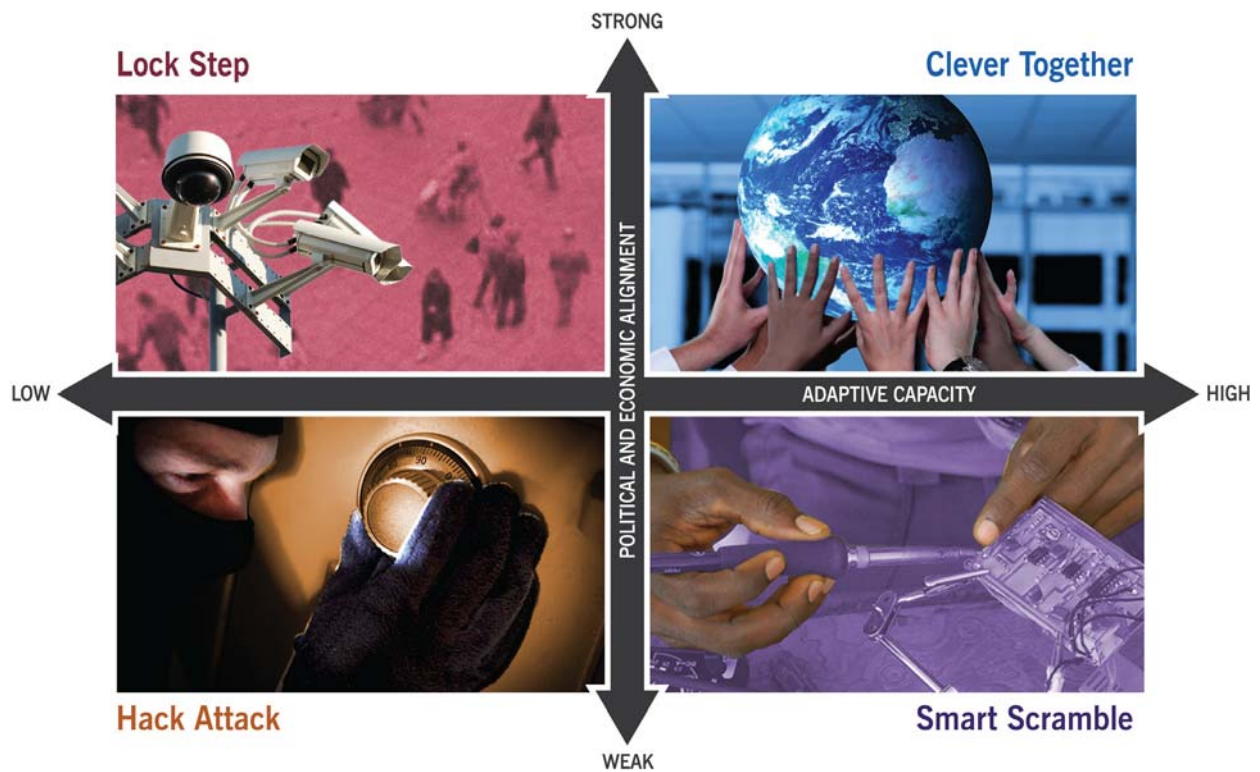 STRONG
Lock Step
Clever Together
POLITICAL AND ECONOMIC ALIGNMENT
LOW
ADAPTIVE CAPACITY
HIGH
90
Hack Attack
Smart Scramble
WEAK